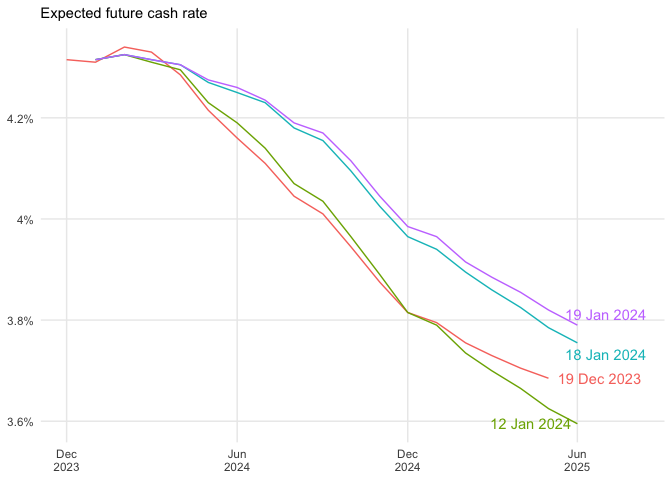 Expected future cash rate
4.2%
4%
3.8%
3.6%
19 Jan 2024
18 Jan 2024
19 Dec 2023
12 Jan 2024
Dec
2023
Jun
2024
Dec
2024
Jun
2025